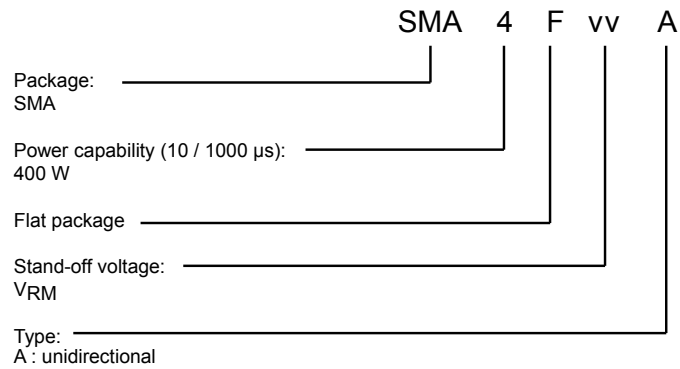 SMA 4 F vv A
Package:
SMA
Power capability (10 / 1000 µs):
400 W
Flat package
Stand-off voltage:
VRM
Type:
A : unidirectional